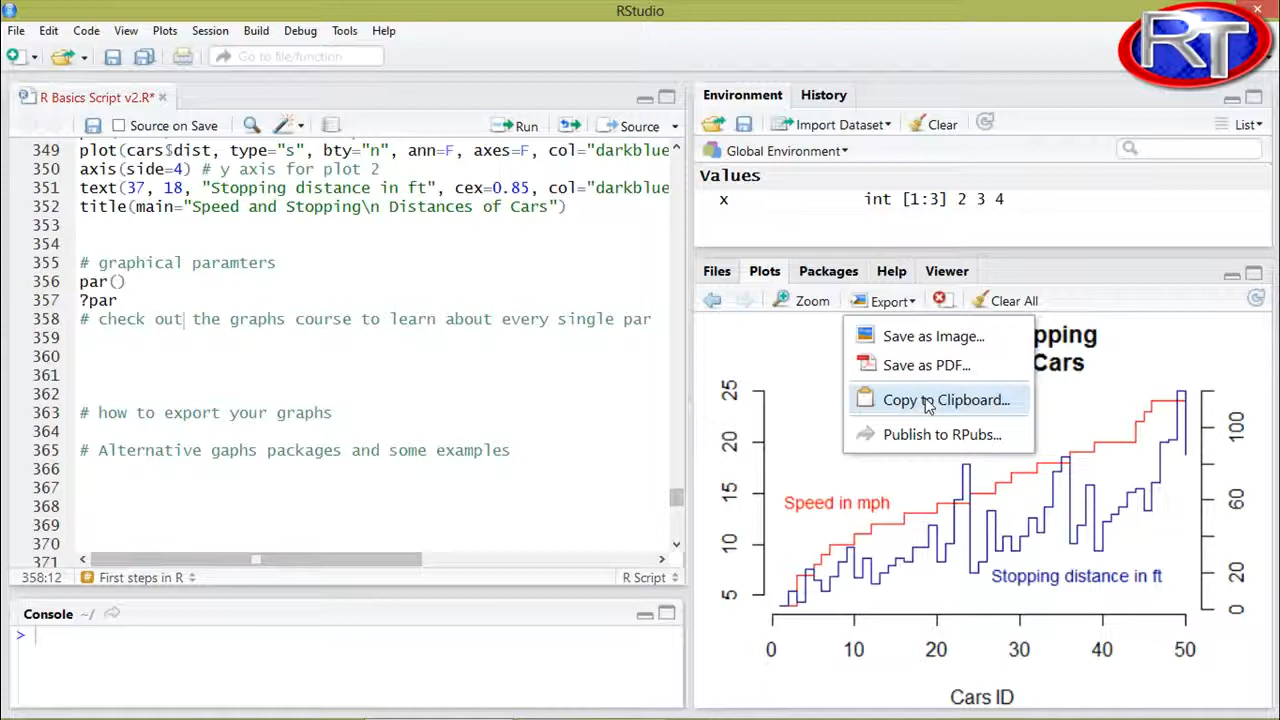 RStudio
RT
File Edit Code View Plots Session Build Debug Tools Help
Go to file/function
R Basics Script v2.R*
Source on Save
Run
Source
349 plot(cars$dist, type="s", bty="n", ann=F, axes=F, col="darkblue
350 axis(side=4) # y axis for plot 2
351 text(37, 18, "Stopping distance in ft", cex=0.85, col="darkblue
352 title(main="Speed and Stopping\n Distances of Cars")
353
354
355 # graphical paramters
356 par()
357 ?par
358 # check out the graphs course to learn about every single par
359
360
361
362
363 # how to export your graphs
364
365 # Alternative gaphs packages and some examples
366
367
368
369
370
371
358:12 First steps in R R Script
Console ~/
>
Environment History
Import Dataset Clear List
Global Environment
Values
x int [1:3] 2 3 4
Files Plots Packages Help Viewer
Zoom Export Clear All
Save as Image...
Save as PDF...
Copy to Clipboard...
Publish to RPubs...
pping
Cars
25
20
15
10
5
100
60
20
0
Speed in mph
Stopping distance in ft
0 10 20 30 40 50
Cars ID